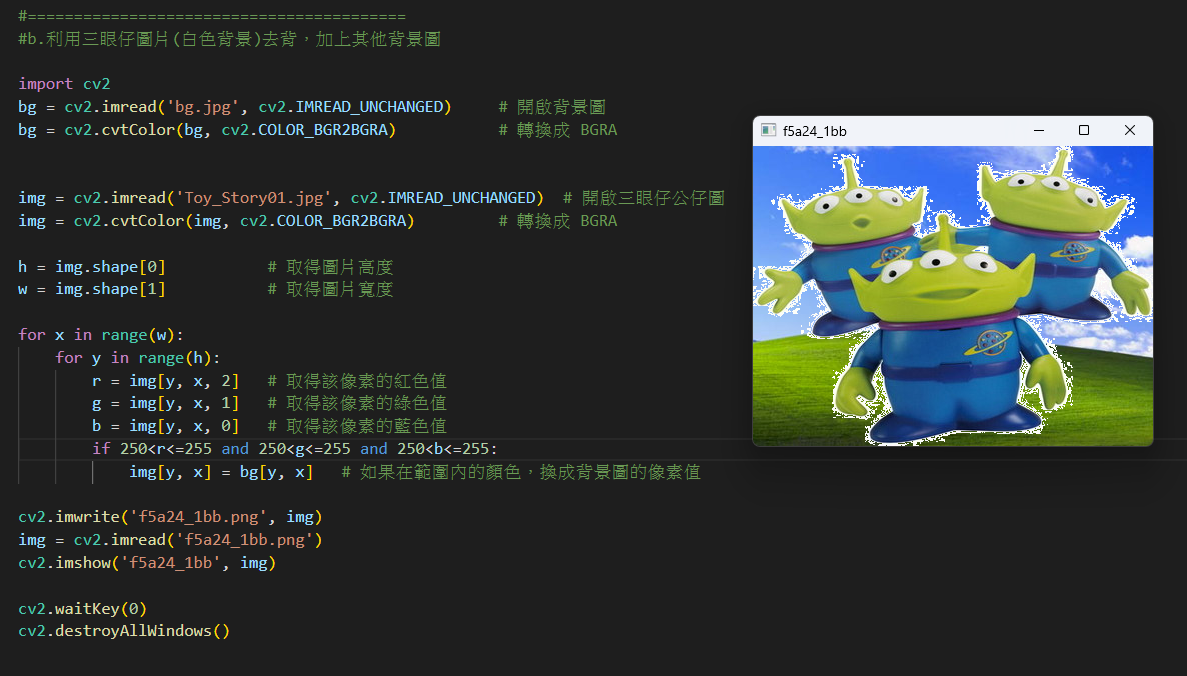 #=========================================
#b.利用三眼仔圖片(白色背景)去背，加上其他背景圖
import cv2
bg = cv2.imread('bg.jpg', cv2.IMREAD_UNCHANGED)     # 開啟背景圖
bg = cv2.cvtColor(bg, cv2.COLOR_BGR2BGRA)           # 轉換成 BGRA
img = cv2.imread('Toy_Story01.jpg', cv2.IMREAD_UNCHANGED)  # 開啟三眼仔公仔圖
img = cv2.cvtColor(img, cv2.COLOR_BGR2BGRA)         # 轉換成 BGRA
h = img.shape[0]           # 取得圖片高度
w = img.shape[1]           # 取得圖片寬度
for x in range(w):
    for y in range(h):
        r = img[y, x, 2]   # 取得該像素的紅色值
        g = img[y, x, 1]   # 取得該像素的綠色值
        b = img[y, x, 0]   # 取得該像素的藍色值
        if 250<r<=255 and 250<g<=255 and 250<b<=255:
            img[y, x] = bg[y, x]   # 如果在範圍內的顏色，換成背景圖的像素值
cv2.imwrite('f5a24_1bb.png', img)
img = cv2.imread('f5a24_1bb.png')
cv2.imshow('f5a24_1bb', img)
cv2.waitKey(0)
cv2.destroyAllWindows()
f5a24_1bb